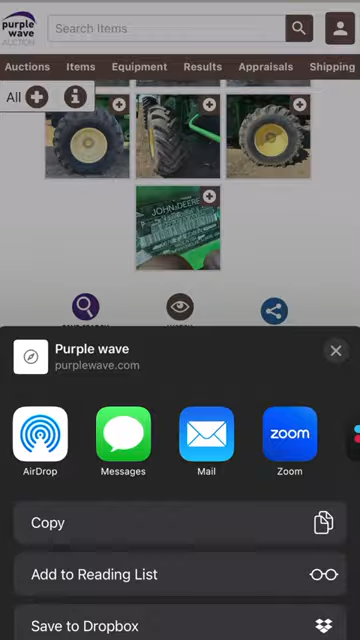 purple
wave
AUCTION
Search Items
Auctions Items Equipment Results Appraisals Shipping
All
JOHN DEERE
Purple wave
purplewave.com
AirDrop Messages Mail Zoom
zoom
Copy
Add to Reading List
Save to Dropbox